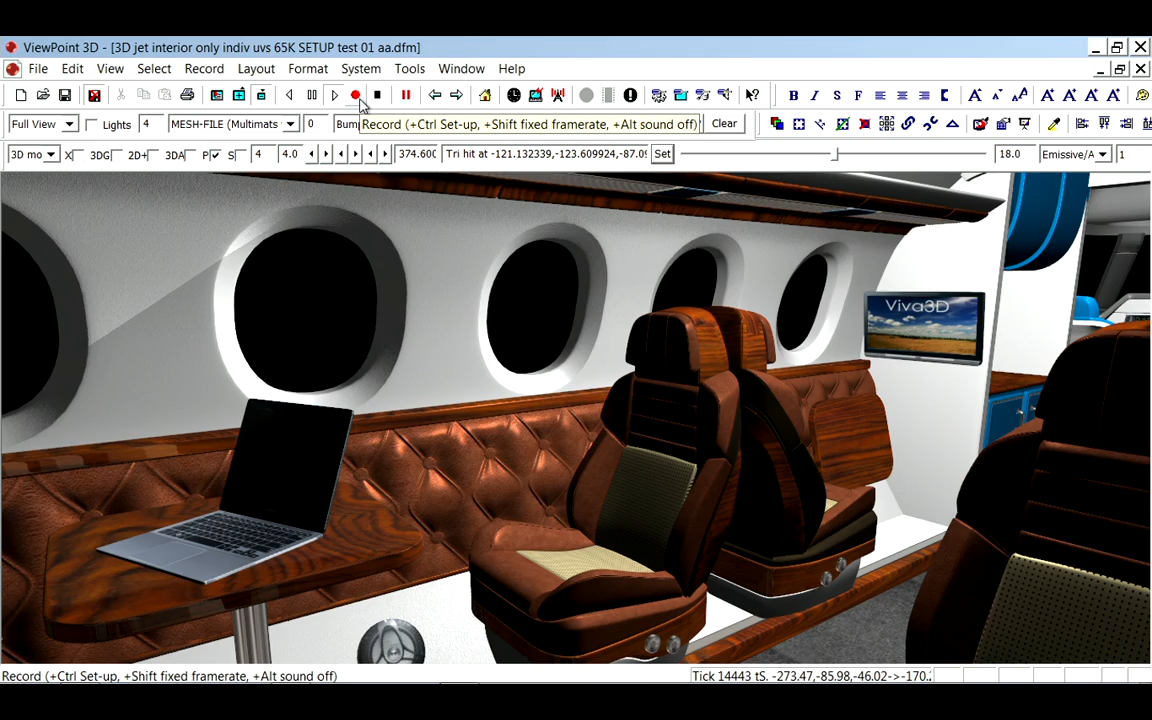 ViewPoint 3D - [3D jet interior only indiv uvs 65K SETUP test 01 aa.dfm]
File Edit View Select Record Layout Format System Tools Window Help
B I S F A A A A A A
Full View Lights 4 MESH-FILE (Multimats 0 Bum Record (+Ctrl Set-up, +Shift fixed framerate, +Alt sound off) Clear
3D mo X 3DG 2D+ 3DA P S 4 4.0 374.600 Tri hit at -121.132339,-123.609924,-87.09 Set 18.0 Emissive/A 1
Viva3D
Record (+Ctrl Set-up, +Shift fixed framerate, +Alt sound off) Tick 14443 tS. -273.47,-85.98,-46.02->-170.